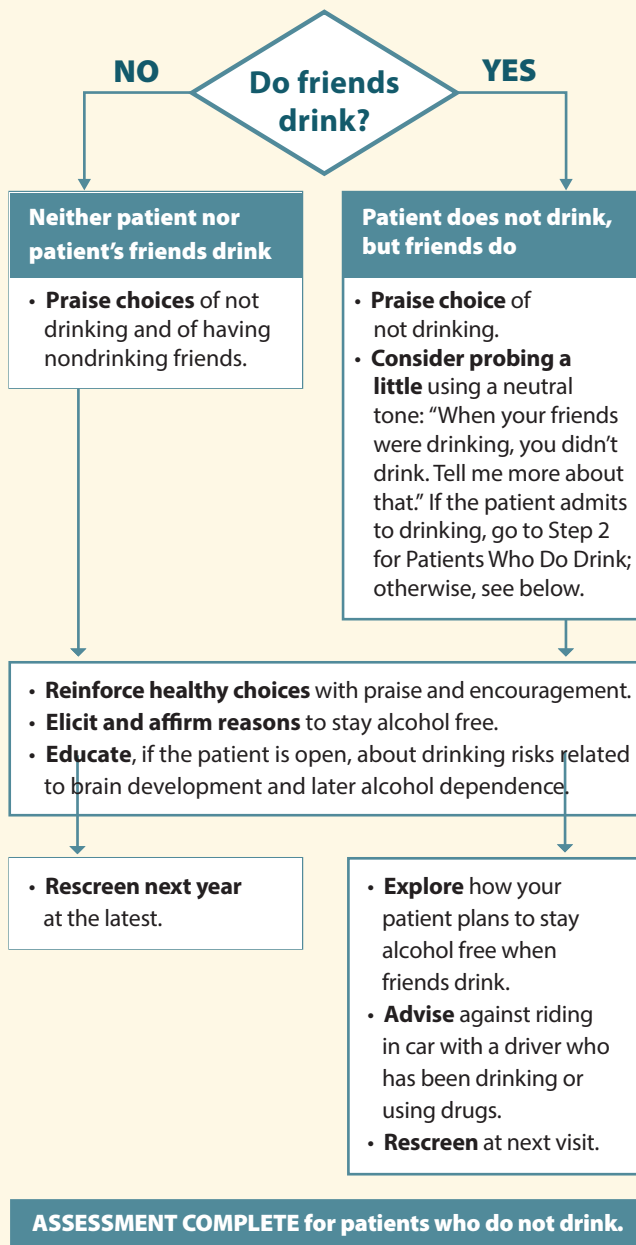 NO
Do friends
drink?
YES
Neither patient nor
patient’s friends drink
• Praise choices of not
drinking and of having
nondrinking friends.
Patient does not drink,
but friends do
• Praise choice of
not drinking.
• Consider probing a
little using a neutral
tone: “When your friends
were drinking, you didn’t
drink. Tell me more about
that.” If the patient admits
to drinking, go to Step 2
for Patients Who Do Drink;
otherwise, see below.
• Reinforce healthy choices with praise and encouragement.
• Elicit and affirm reasons to stay alcohol free.
• Educate, if the patient is open, about drinking risks related
to brain development and later alcohol dependence.
• Rescreen next year
at the latest.
• Explore how your
patient plans to stay
alcohol free when
friends drink.
• Advise against riding
in car with a driver who
has been drinking or
using drugs.
• Rescreen at next visit.
ASSESSMENT COMPLETE for patients who do not drink.